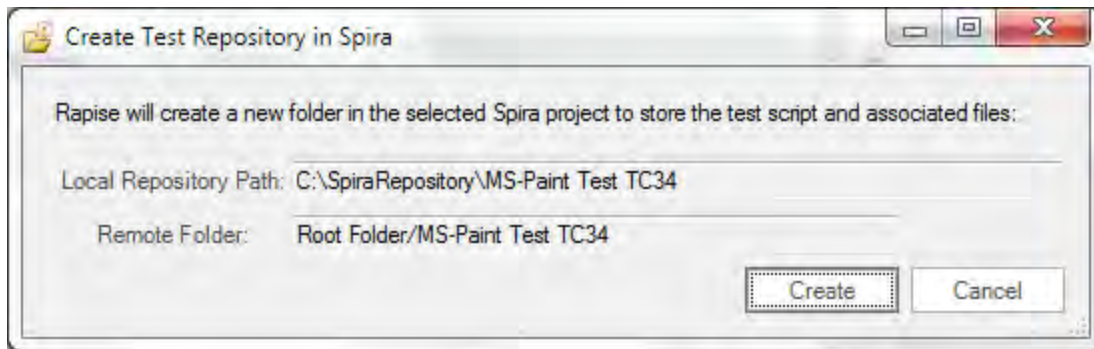 Create Test Repository in Spira
Rapise will create a new folder in the selected Spira project to store the test script and associated files:
Local Repository Path: C:\SpiraRepository\MS-Paint Test TC34
Remote Folder: Root Folder/MS-Paint Test TC34
Create Cancel